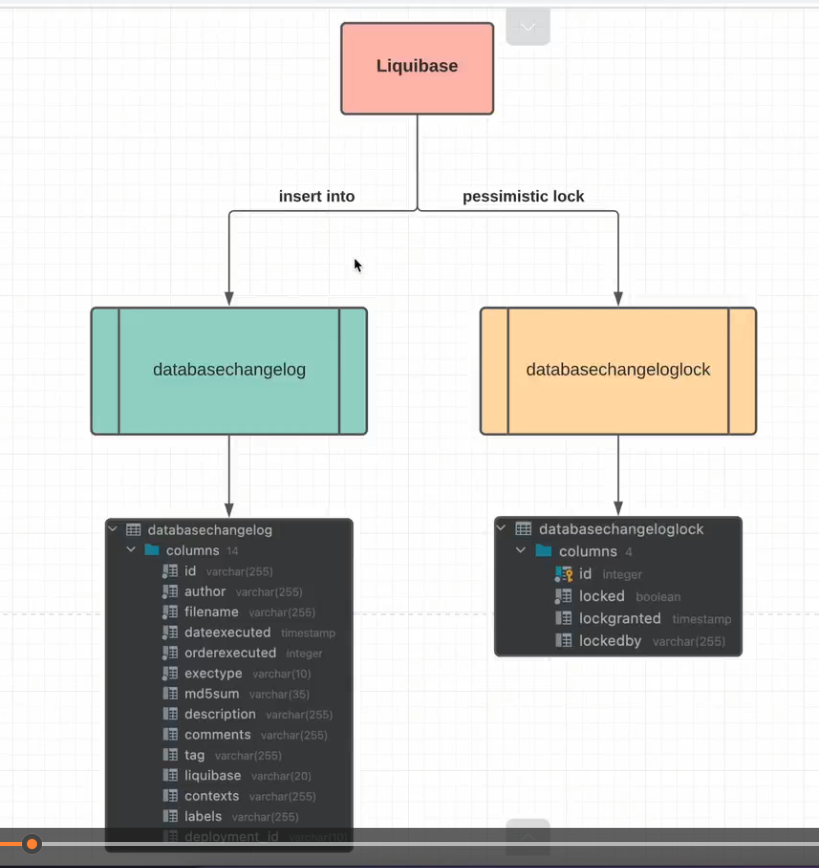 Liquibase
insert into
pessimistic lock
databasechangelog
databasechangeloglock
databasechangelog
columns 14
id varchar(255)
author varchar(255)
filename varchar(255)
dateexecuted timestamp
orderexecuted integer
exectype varchar(10)
md5sum varchar(35)
description varchar(255)
comments varchar(255)
tag varchar(255)
liquibase varchar(20)
contexts varchar(255)
labels varchar(255)
deployment_id varchar(10)
databasechangeloglock
columns 4
id integer
locked boolean
lockgranted timestamp
lockedby varchar(255)